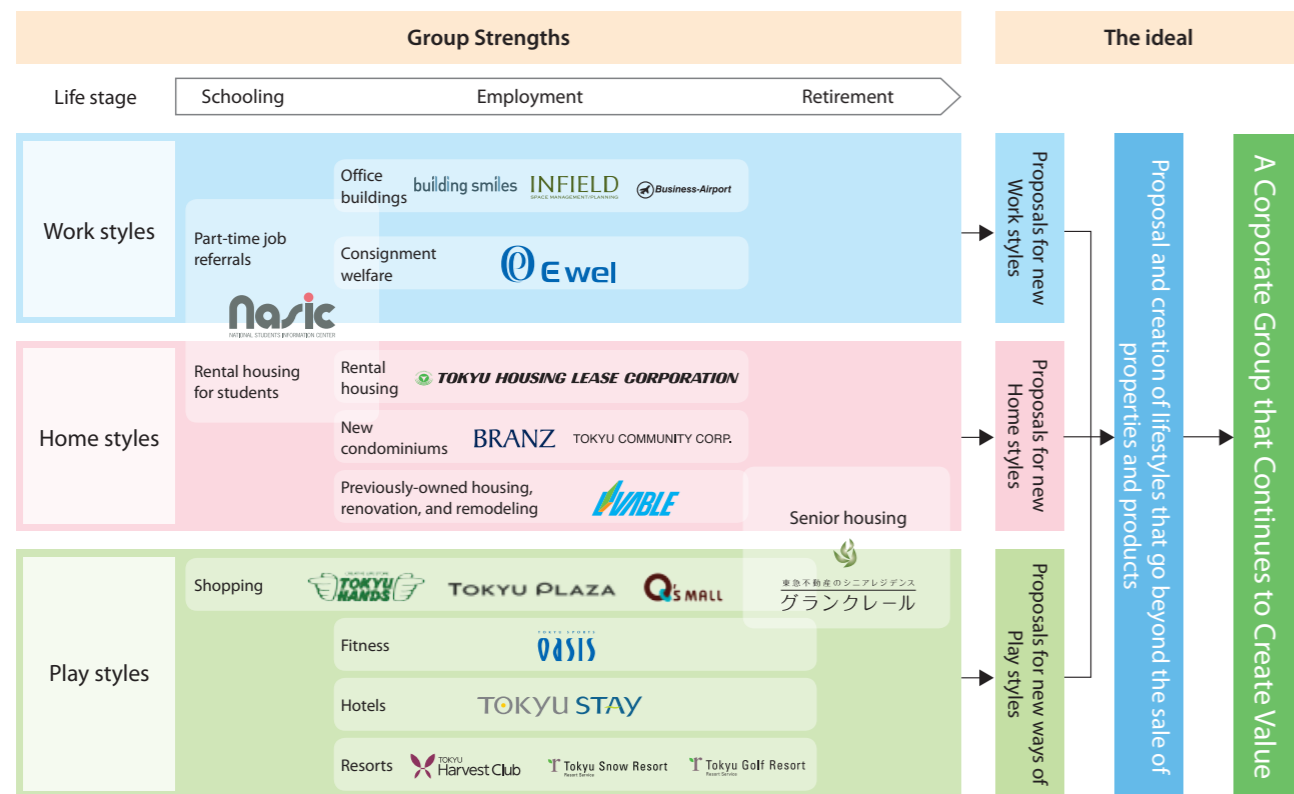 Group Strengths
The ideal
Life stage
Schooling
Employment
Retirement
Work styles
Part-time job
referrals
nasic
NATIONAL STUDENTS INFORMATION CENTER
Office
buildings
building smiles
INFIELD
SPACE MANAGEMENT/PLANNING
Business-Airport
Consignment
welfare
Ewel
Home styles
Rental housing
for students
Rental
housing
TOKYU HOUSING LEASE CORPORATION
New
condominiums
BRANZ
TOKYU COMMUNITY CORP.
Previously-owned housing,
renovation, and remodeling
LIVABLE
Senior housing
東急不動産のシニアレジデンス
グランクレール
Play styles
Shopping
TOKYU
HANDS
TOKYU PLAZA
Q'S MALL
Fitness
TOKYU SPORTS
OASIS
Hotels
TOKYU STAY
Resorts
TOKYU
Harvest Club
Tokyu Snow Resort
Resort Service
Tokyu Golf Resort
Resort Service
Proposals for new
Work styles
Proposals for new
Home styles
Proposals for new ways of
Play styles
Proposal and creation of lifestyles that go beyond the sale of
properties and products
A Corporate Group that Continues to Create Value